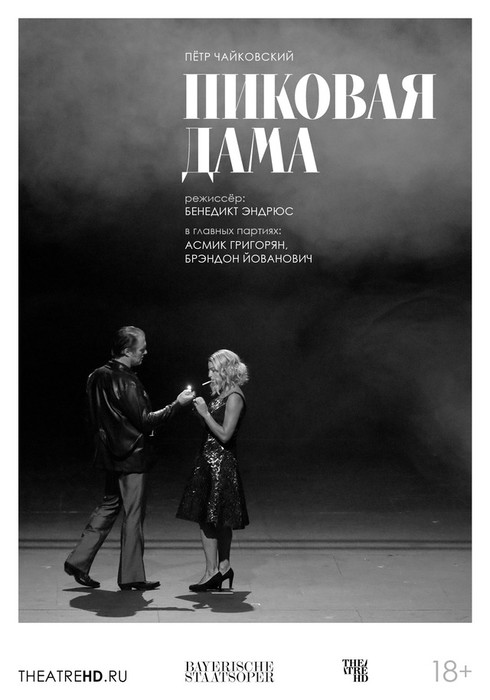 ПЁТР ЧАЙКОВСКИЙ
ПИКОВАЯ
ДАМА
режиссёр:
БЕНЕДИКТ ЭНДРЮС
в главных партиях:
АСМИК ГРИГОРЯН,
БРЭНДОН ЙОВАНОВИЧ
THEATREHD.RU
BAYERISCHE
STAATSOPER
THE
ATRE
HD
18+